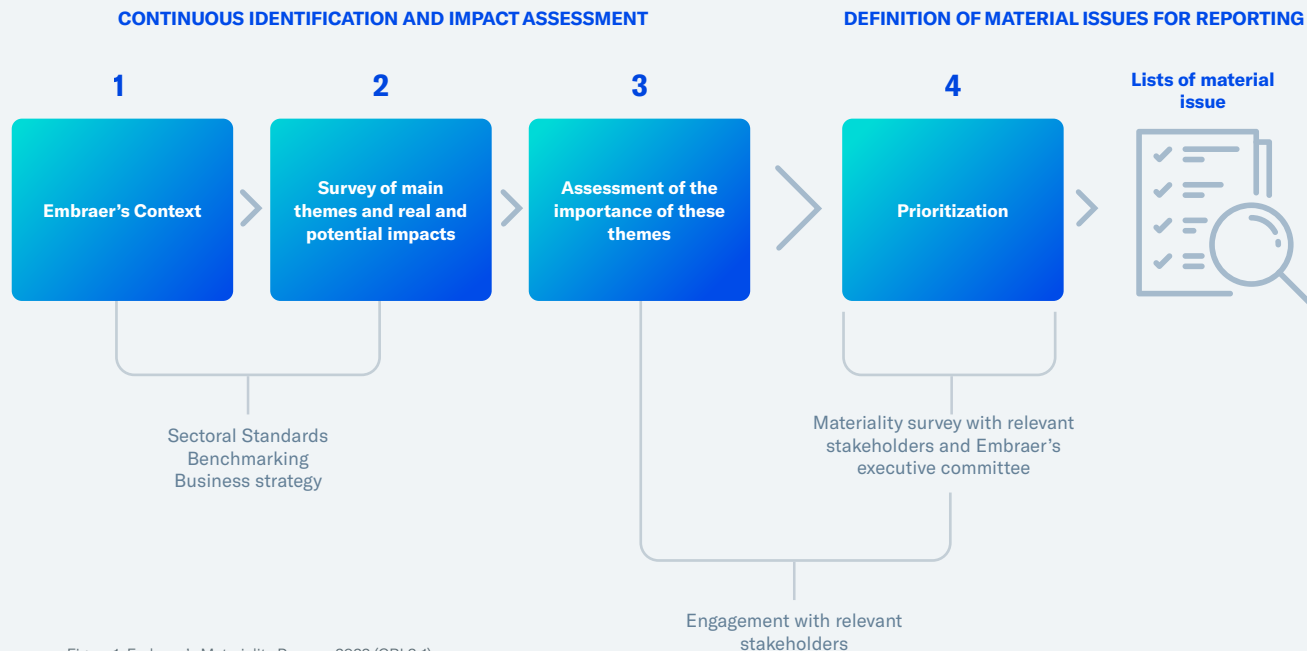 CONTINUOUS IDENTIFICATION AND IMPACT ASSESSMENT
DEFINITION OF MATERIAL ISSUES FOR REPORTING
1
2
3
4
Lists of material
issue
Embraer's Context
Survey of main
themes and real and
potential impacts
Assessment of the
importance of these
themes
Prioritization
Sectoral Standards
Benchmarking
Business strategy
Materiality survey with relevant
stakeholders and Embraer's
executive committee
Engagement with relevant
stakeholders